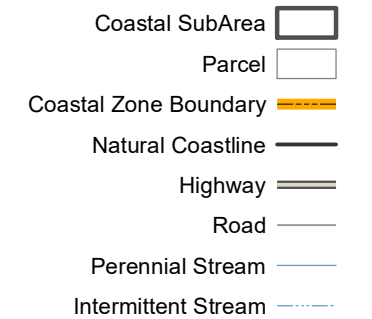 Coastal SubArea
Parcel
Coastal Zone Boundary
Natural Coastline
Highway
Road
Perennial Stream
Intermittent Stream